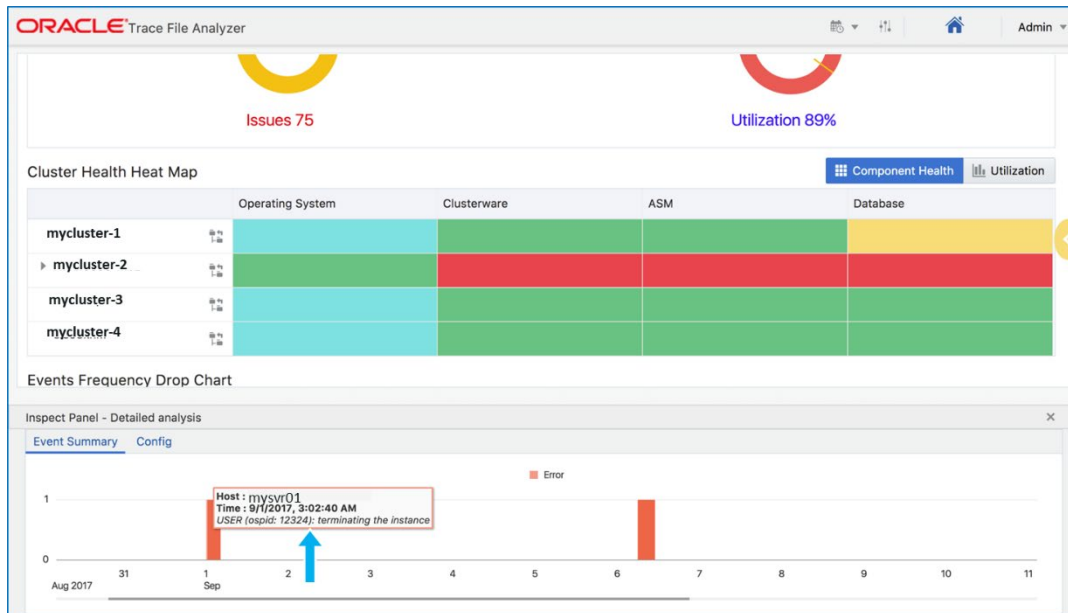 ORACLE Trace File Analyzer
Admin
Issues 75
Utilization 89%
Cluster Health Heat Map
Component Health
Utilization
Operating System
Clusterware
ASM
Database
mycluster-1
mycluster-2
mycluster-3
mycluster-4
Events Frequency Drop Chart
Inspect Panel - Detailed analysis
Event Summary
Config
Error
1
Host : mysvr01
Time : 9/1/2017, 3:02:40 AM
USER (ospid: 12324): terminating the instance
0
31
1
2
3
4
5
6
7
8
9
10
11
Aug 2017
Sep